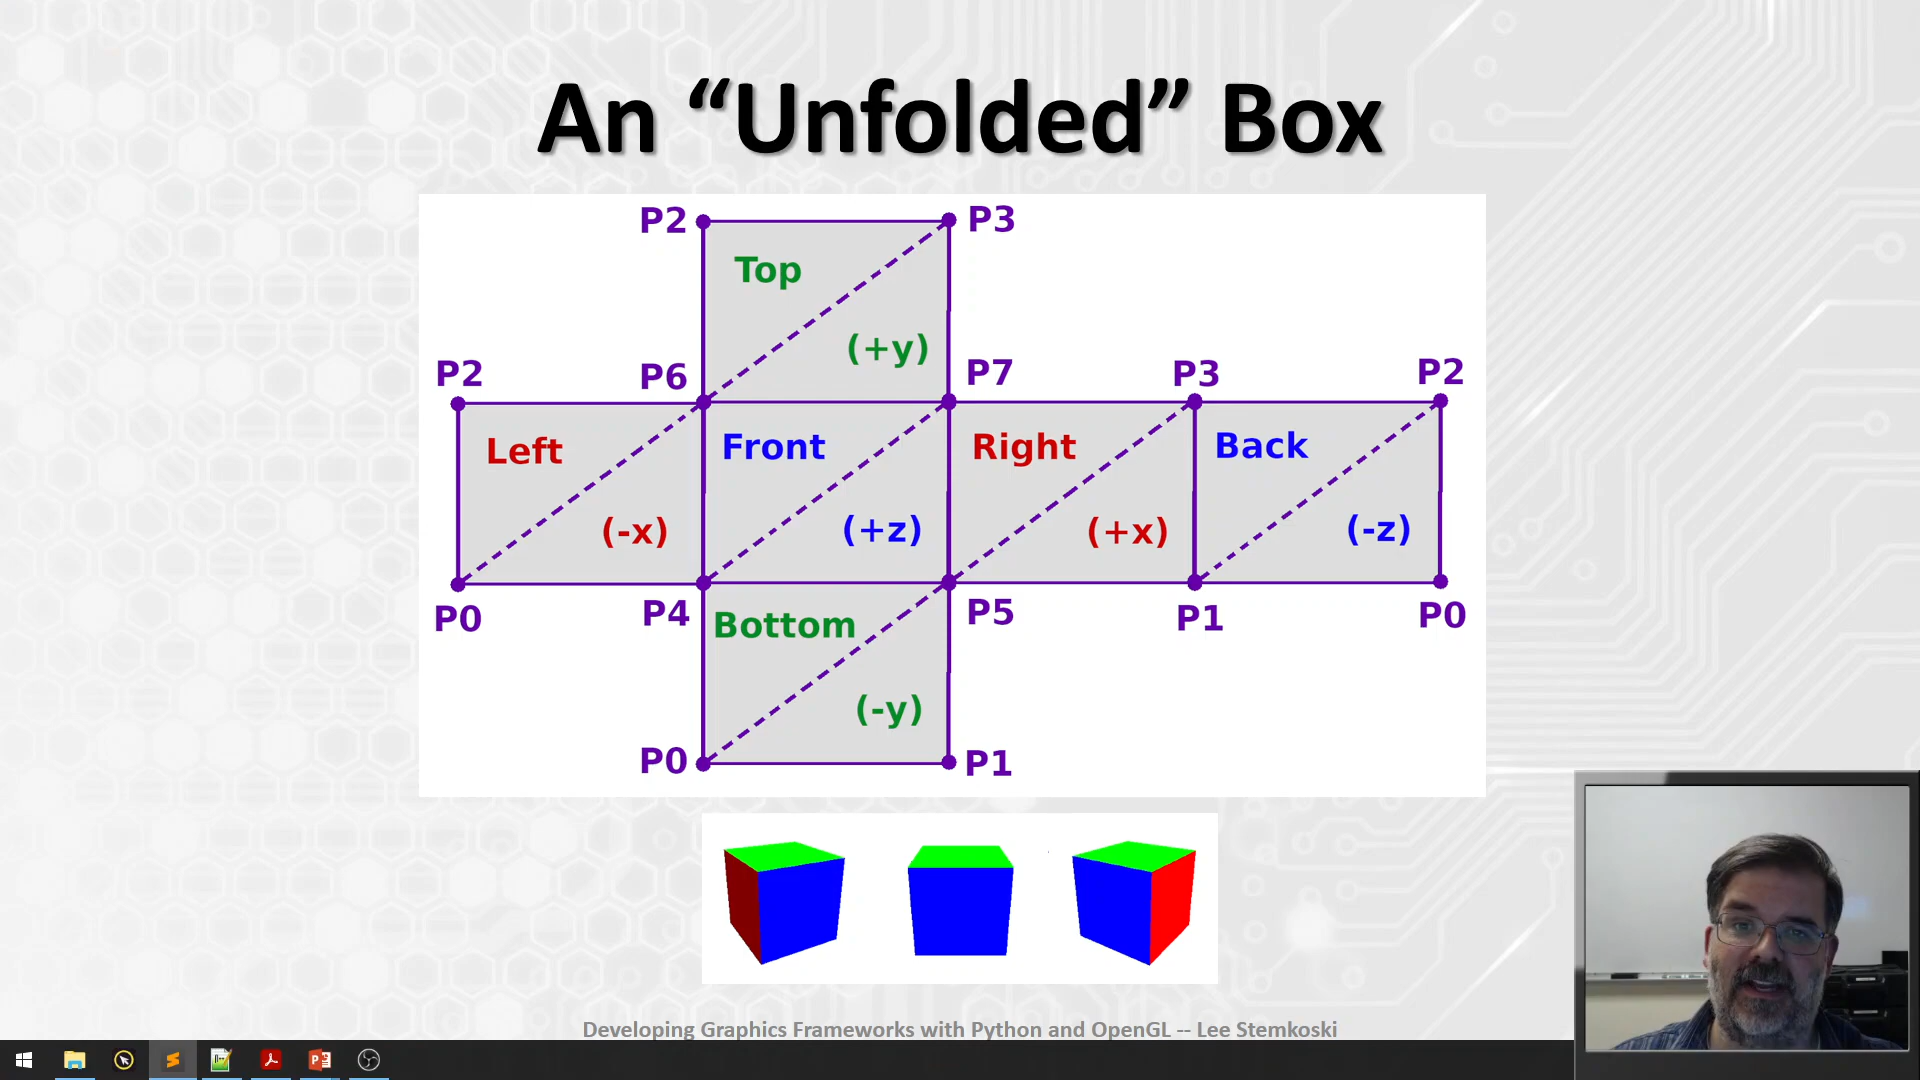 An “Unfolded” Box
P2 P3
Top
(+y)
P2 P6 P7 P3 P2
Left Front Right Back
(-x) (+z) (+x) (-z)
P0 P4 P5 P1 P0
Bottom
(-y)
P0 P1
Developing Graphics Frameworks with Python and OpenGL -- Lee Stemkoski